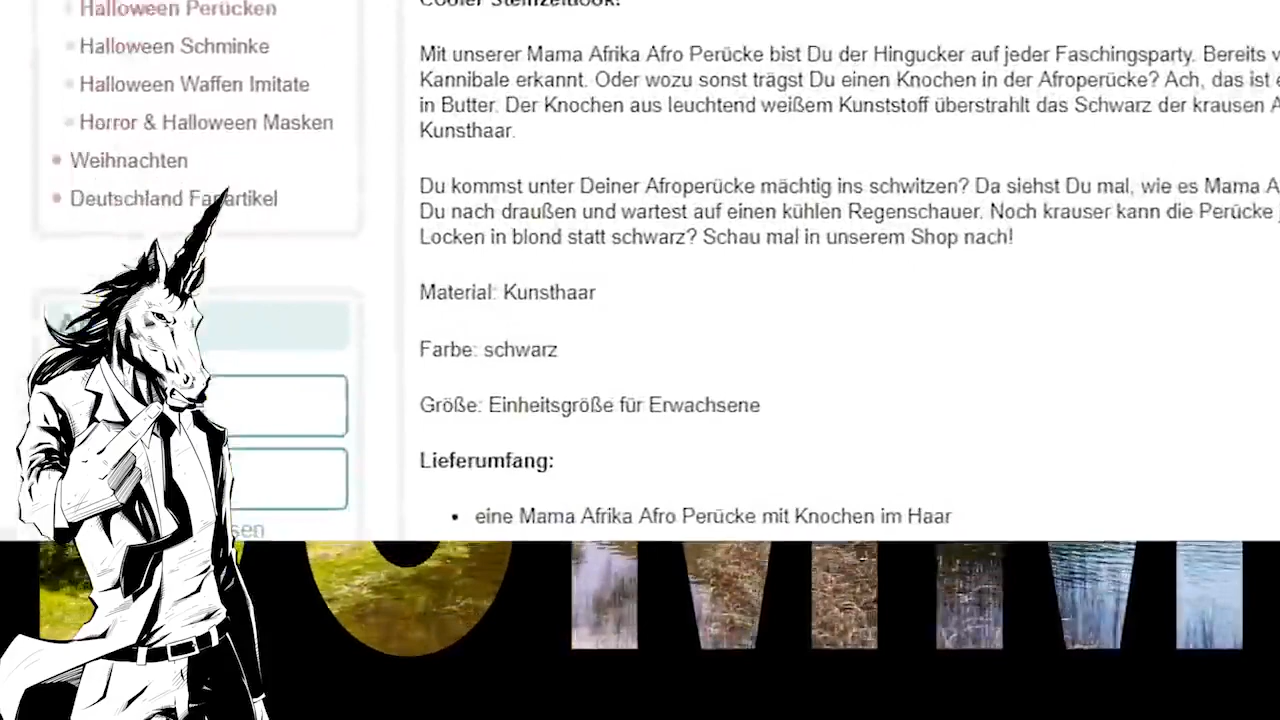 Halloween Perücken
Halloween Schminke
Halloween Waffen Imitate
Horror & Halloween Masken
Weihnachten
Deutschland Fanartikel
Cooler Steinzeitlook!
Mit unserer Mama Afrika Afro Perücke bist Du der Hingucker auf jeder Faschingsparty. Bereits
Kannibale erkannt. Oder wozu sonst trägst Du einen Knochen in der Afroperücke? Ach, das ist
in Butter. Der Knochen aus leuchtend weißem Kunststoff überstrahlt das Schwarz der krausen
Kunsthaar.
Du kommst unter Deiner Afroperücke mächtig ins schwitzen? Da siehst Du mal, wie es Mama
Du nach draußen und wartest auf einen kühlen Regenschauer. Noch krauser kann die Perücke
Locken in blond statt schwarz? Schau mal in unserem Shop nach!
Material: Kunsthaar
Farbe: schwarz
Größe: Einheitsgröße für Erwachsene
Lieferumfang:
eine Mama Afrika Afro Perücke mit Knochen im Haar